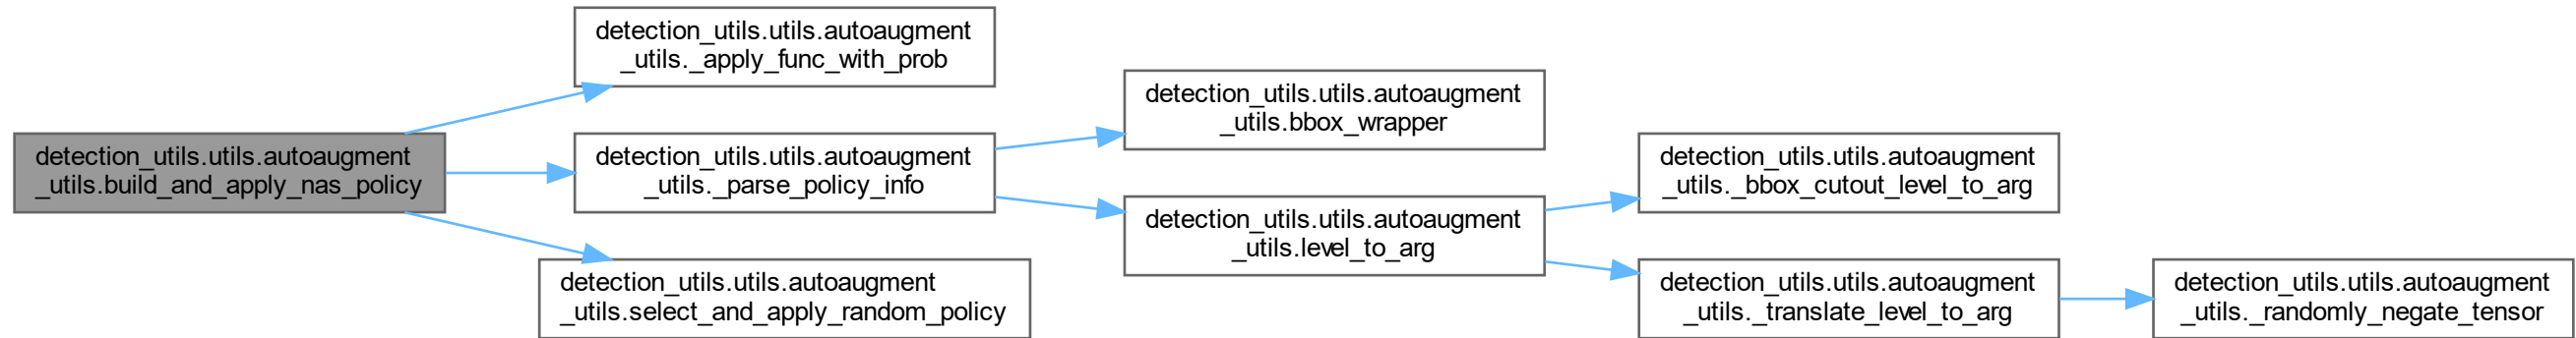 detection_utils.utils.autoaugment
_utils.build_and_apply_nas_policy
detection_utils.utils.autoaugment
_utils._apply_func_with_prob
detection_utils.utils.autoaugment
_utils._parse_policy_info
detection_utils.utils.autoaugment
_utils.select_and_apply_random_policy
detection_utils.utils.autoaugment
_utils.bbox_wrapper
detection_utils.utils.autoaugment
_utils.level_to_arg
detection_utils.utils.autoaugment
_utils._bbox_cutout_level_to_arg
detection_utils.utils.autoaugment
_utils._translate_level_to_arg
detection_utils.utils.autoaugment
_utils._randomly_negate_tensor